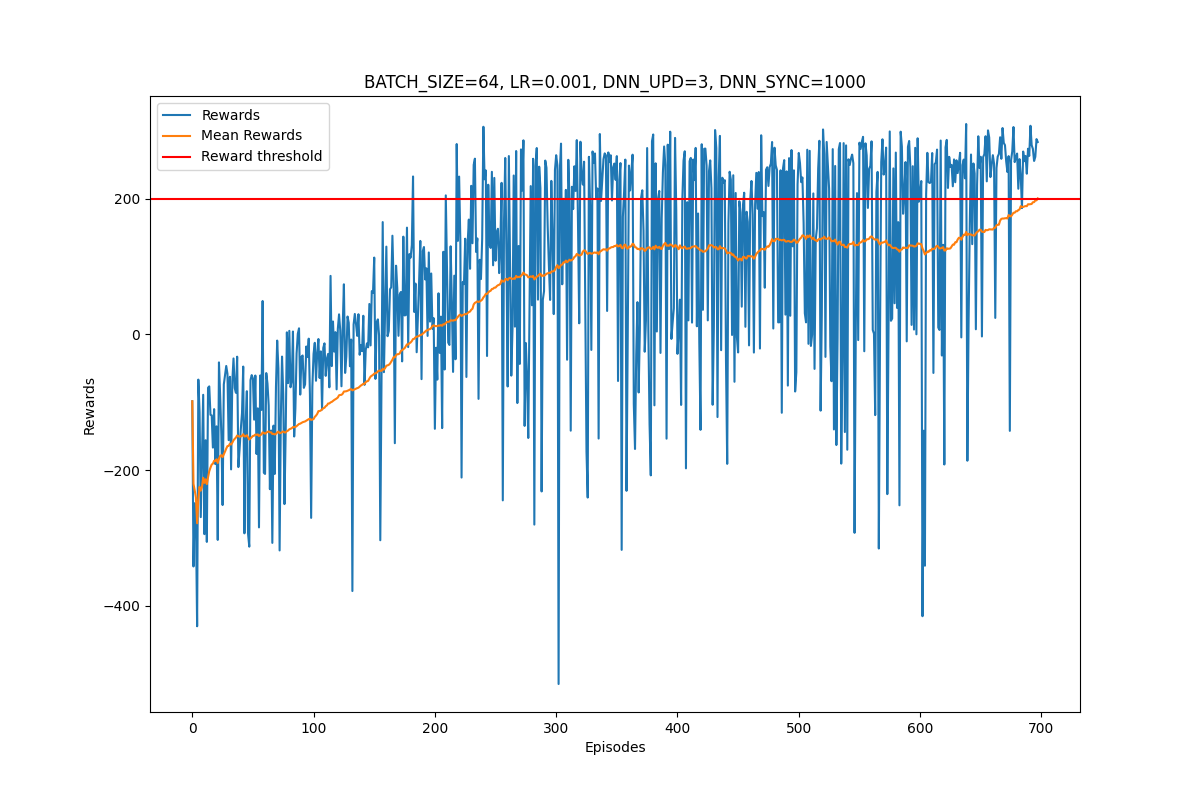 BATCH_SIZE=64, LR=0.001, DNN_UPD=3, DNN_SYNC=1000
Rewards
Mean Rewards
Reward threshold
200
0
−200
−400
Rewards
0 100 200 300 400 500 600 700
Episodes